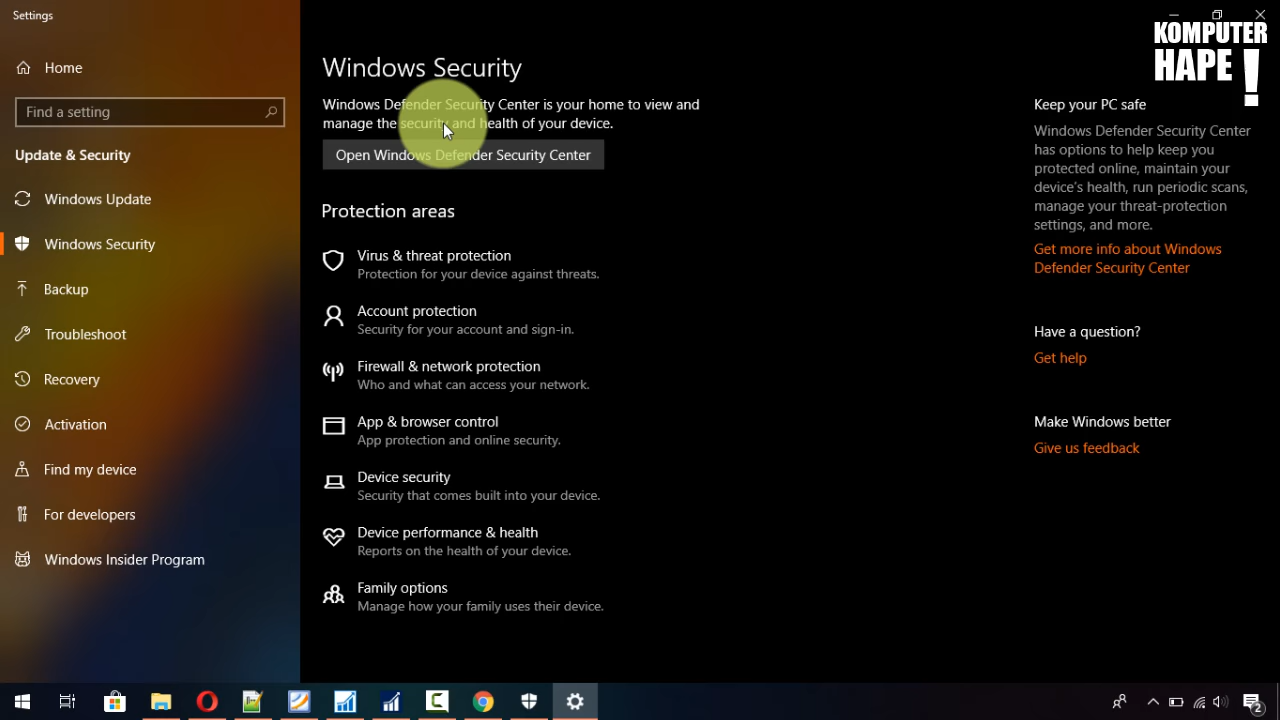 Settings
KOMPUTER
HAPE!
Home
Find a setting
Update & Security
Windows Update
Windows Security
Backup
Troubleshoot
Recovery
Activation
Find my device
For developers
Windows Insider Program
Windows Security
Windows Defender Security Center is your home to view and
manage the security and health of your device.
Open Windows Defender Security Center
Protection areas
Virus & threat protection
Protection for your device against threats.
Account protection
Security for your account and sign-in.
Firewall & network protection
Who and what can access your network.
App & browser control
App protection and online security.
Device security
Security that comes built into your device.
Device performance & health
Reports on the health of your device.
Family options
Manage how your family uses their device.
Keep your PC safe
Windows Defender Security Center
has options to help keep you
protected online, maintain your
device's health, run periodic scans,
manage your threat-protection
settings, and more.
Get more info about Windows
Defender Security Center
Have a question?
Get help
Make Windows better
Give us feedback
2